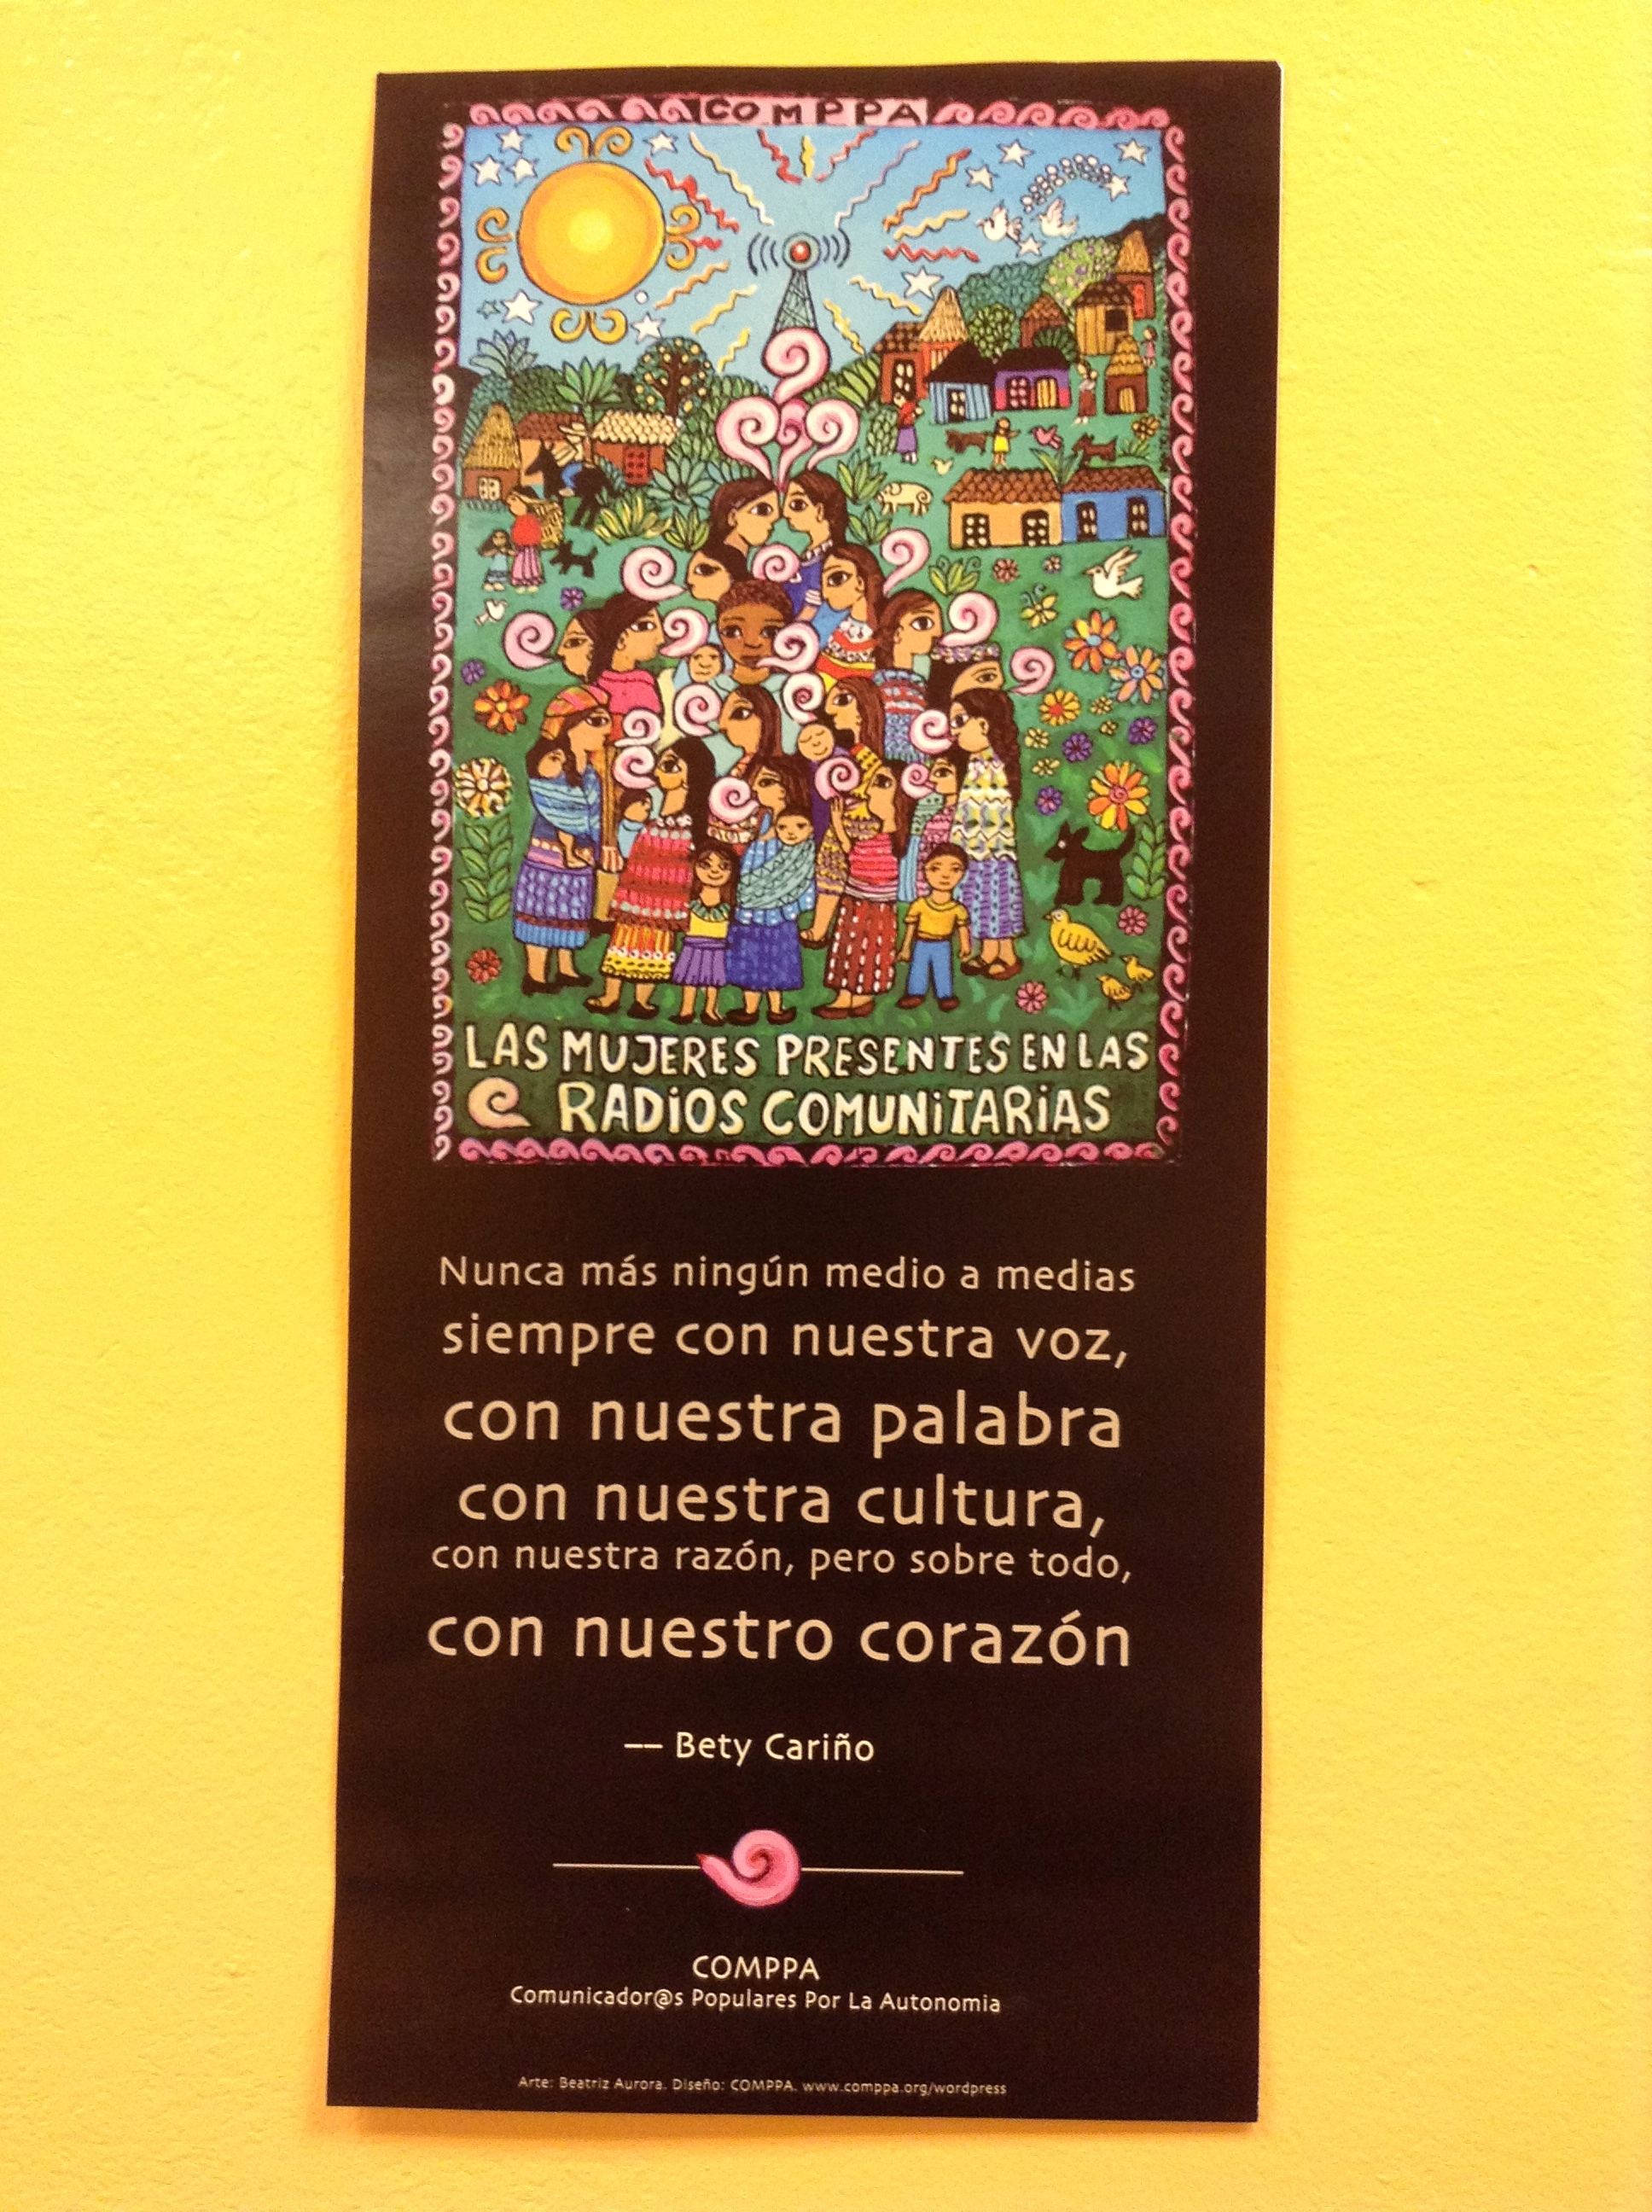 COMPPA
LAS MUJERES PRESENTES EN LAS
RADiOS COMUNiTARiAS
Nunca más ningún medio a medias
siempre con nuestra voz,
con nuestra palabra
con nuestra cultura,
con nuestra razón, pero sobre todo,
con nuestro corazón
— Bety Cariño
COMPPA
Comunicador@s Populares Por La Autonomia
Arte: Beatriz Aurora. Diseño: COMPPA. www.comppa.org/wordpress